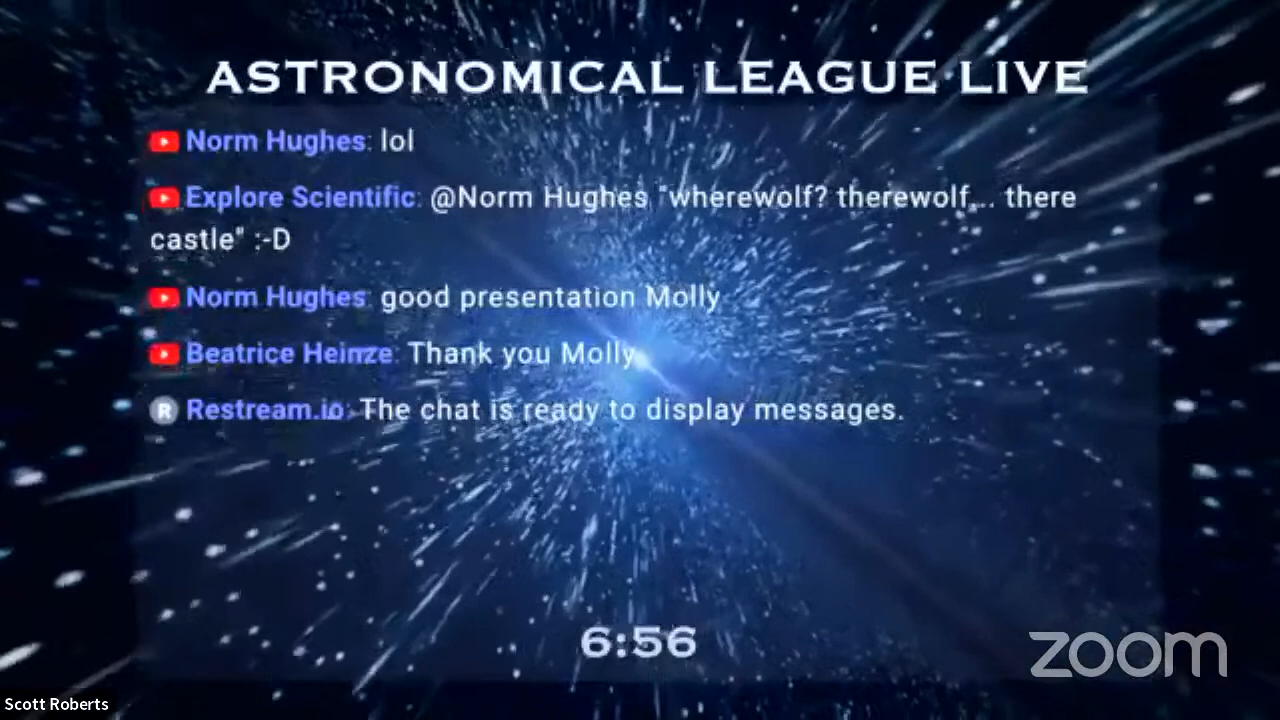 ASTRONOMICAL LEAGUE LIVE
Norm Hughes: lol
Explore Scientific: @Norm Hughes "wherewolf? therewolf... there
castle" :-D
Norm Hughes: good presentation Molly
Beatrice Heinze: Thank you Molly
R Restream.io: The chat is ready to display messages.
6:56
zoom
Scott Roberts